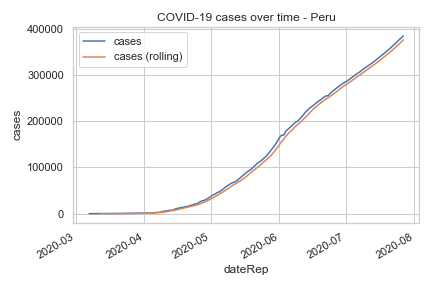 COVID-19 cases over time - Peru
cases
cases (rolling)
400000
300000
200000
100000
0
cases
2020-03
2020-04
2020-05
2020-06
2020-07
2020-08
dateRep